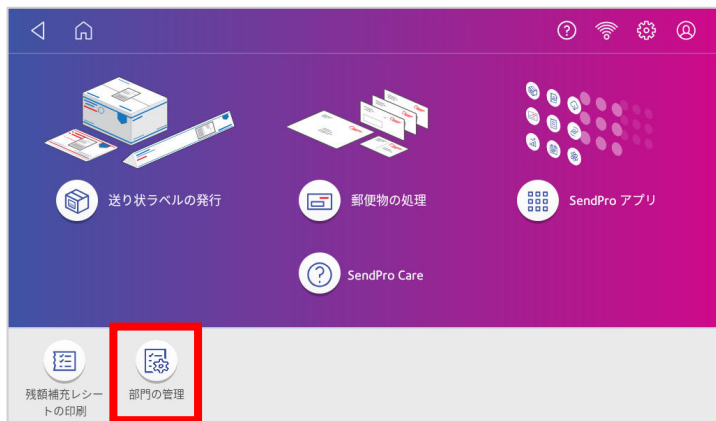 送り状ラベルの発行
郵便物の処理
SendPro アプリ
SendPro Care
残額補充レシー
トの印刷
部門の管理